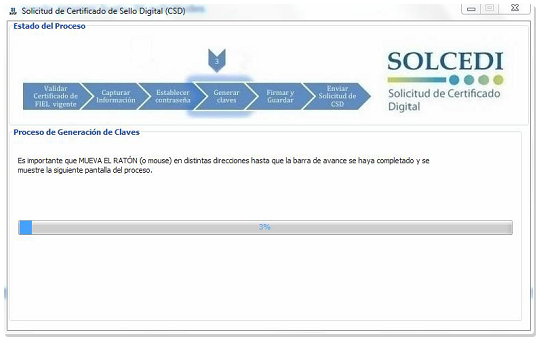 Solicitud de Certificado de Sello Digital (CSD)
Estado del Proceso
3
Validar
Certificado de
FIEL vigente
Capturar
Información
Establecer
contraseña
Generar
claves
Firmar y
Guardar
Enviar
Solicitud de
CSD
SOLCEDI
Solicitud de Certificado
Digital
Proceso de Generación de Claves
Es importante que MUEVA EL RATÓN (o mouse) en distintas direcciones hasta que la barra de avance se haya completado y se
muestre la siguiente pantalla del proceso.
3%